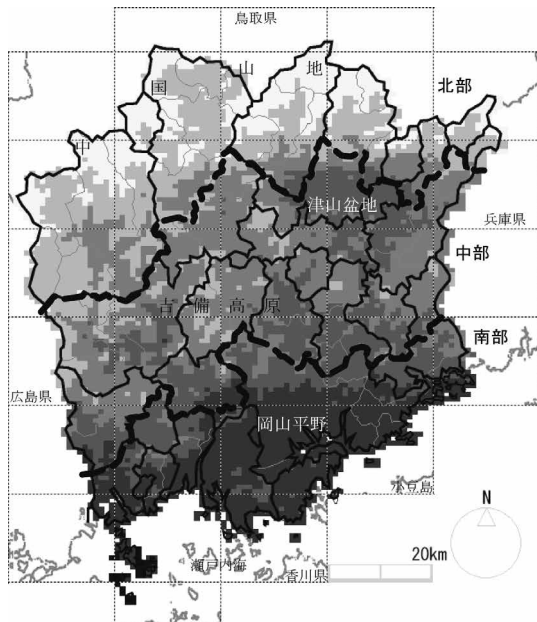 鳥取県
中国山地
北部
津山盆地
兵庫県
中部
吉備高原
南部
広島県
岡山平野
小豆島
N
20km
瀬戸内海
香川県